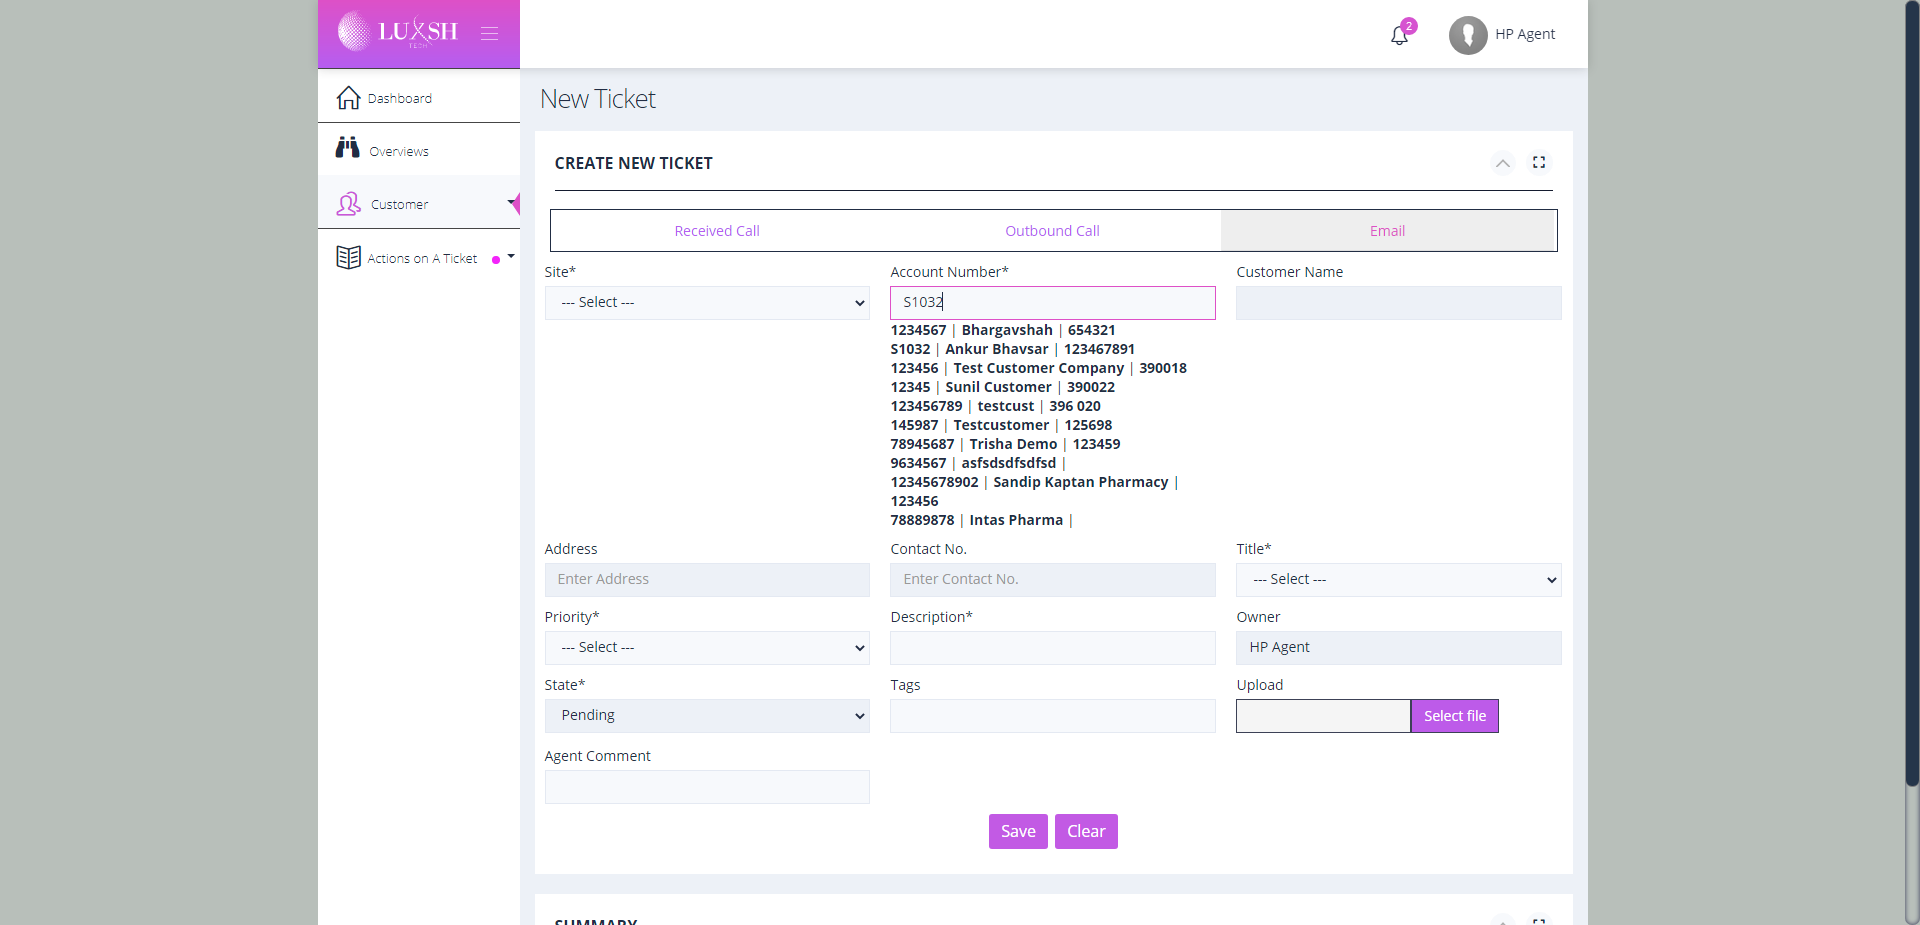 LUXSH
TECH
2
HP Agent
Dashboard
Overviews
Customer
Actions on A Ticket
New Ticket
CREATE NEW TICKET
Received Call
Outbound Call
Email
Site*
Account Number*
Customer Name
--- Select ---
S1032
1234567 | Bhargavshah | 654321
S1032 | Ankur Bhavsar | 123467891
123456 | Test Customer Company | 390018
12345 | Sunil Customer | 390022
123456789 | testcust | 396 020
145987 | Testcustomer | 125698
78945687 | Trisha Demo | 123459
9634567 | asfsdsdfsdfsd |
12345678902 | Sandip Kaptan Pharmacy |
123456
78889878 | Intas Pharma |
Address
Contact No.
Title*
Enter Address
Enter Contact No.
--- Select ---
Priority*
Description*
Owner
--- Select ---
HP Agent
State*
Tags
Upload
Pending
Select file
Agent Comment
Save
Clear
SUMMARY